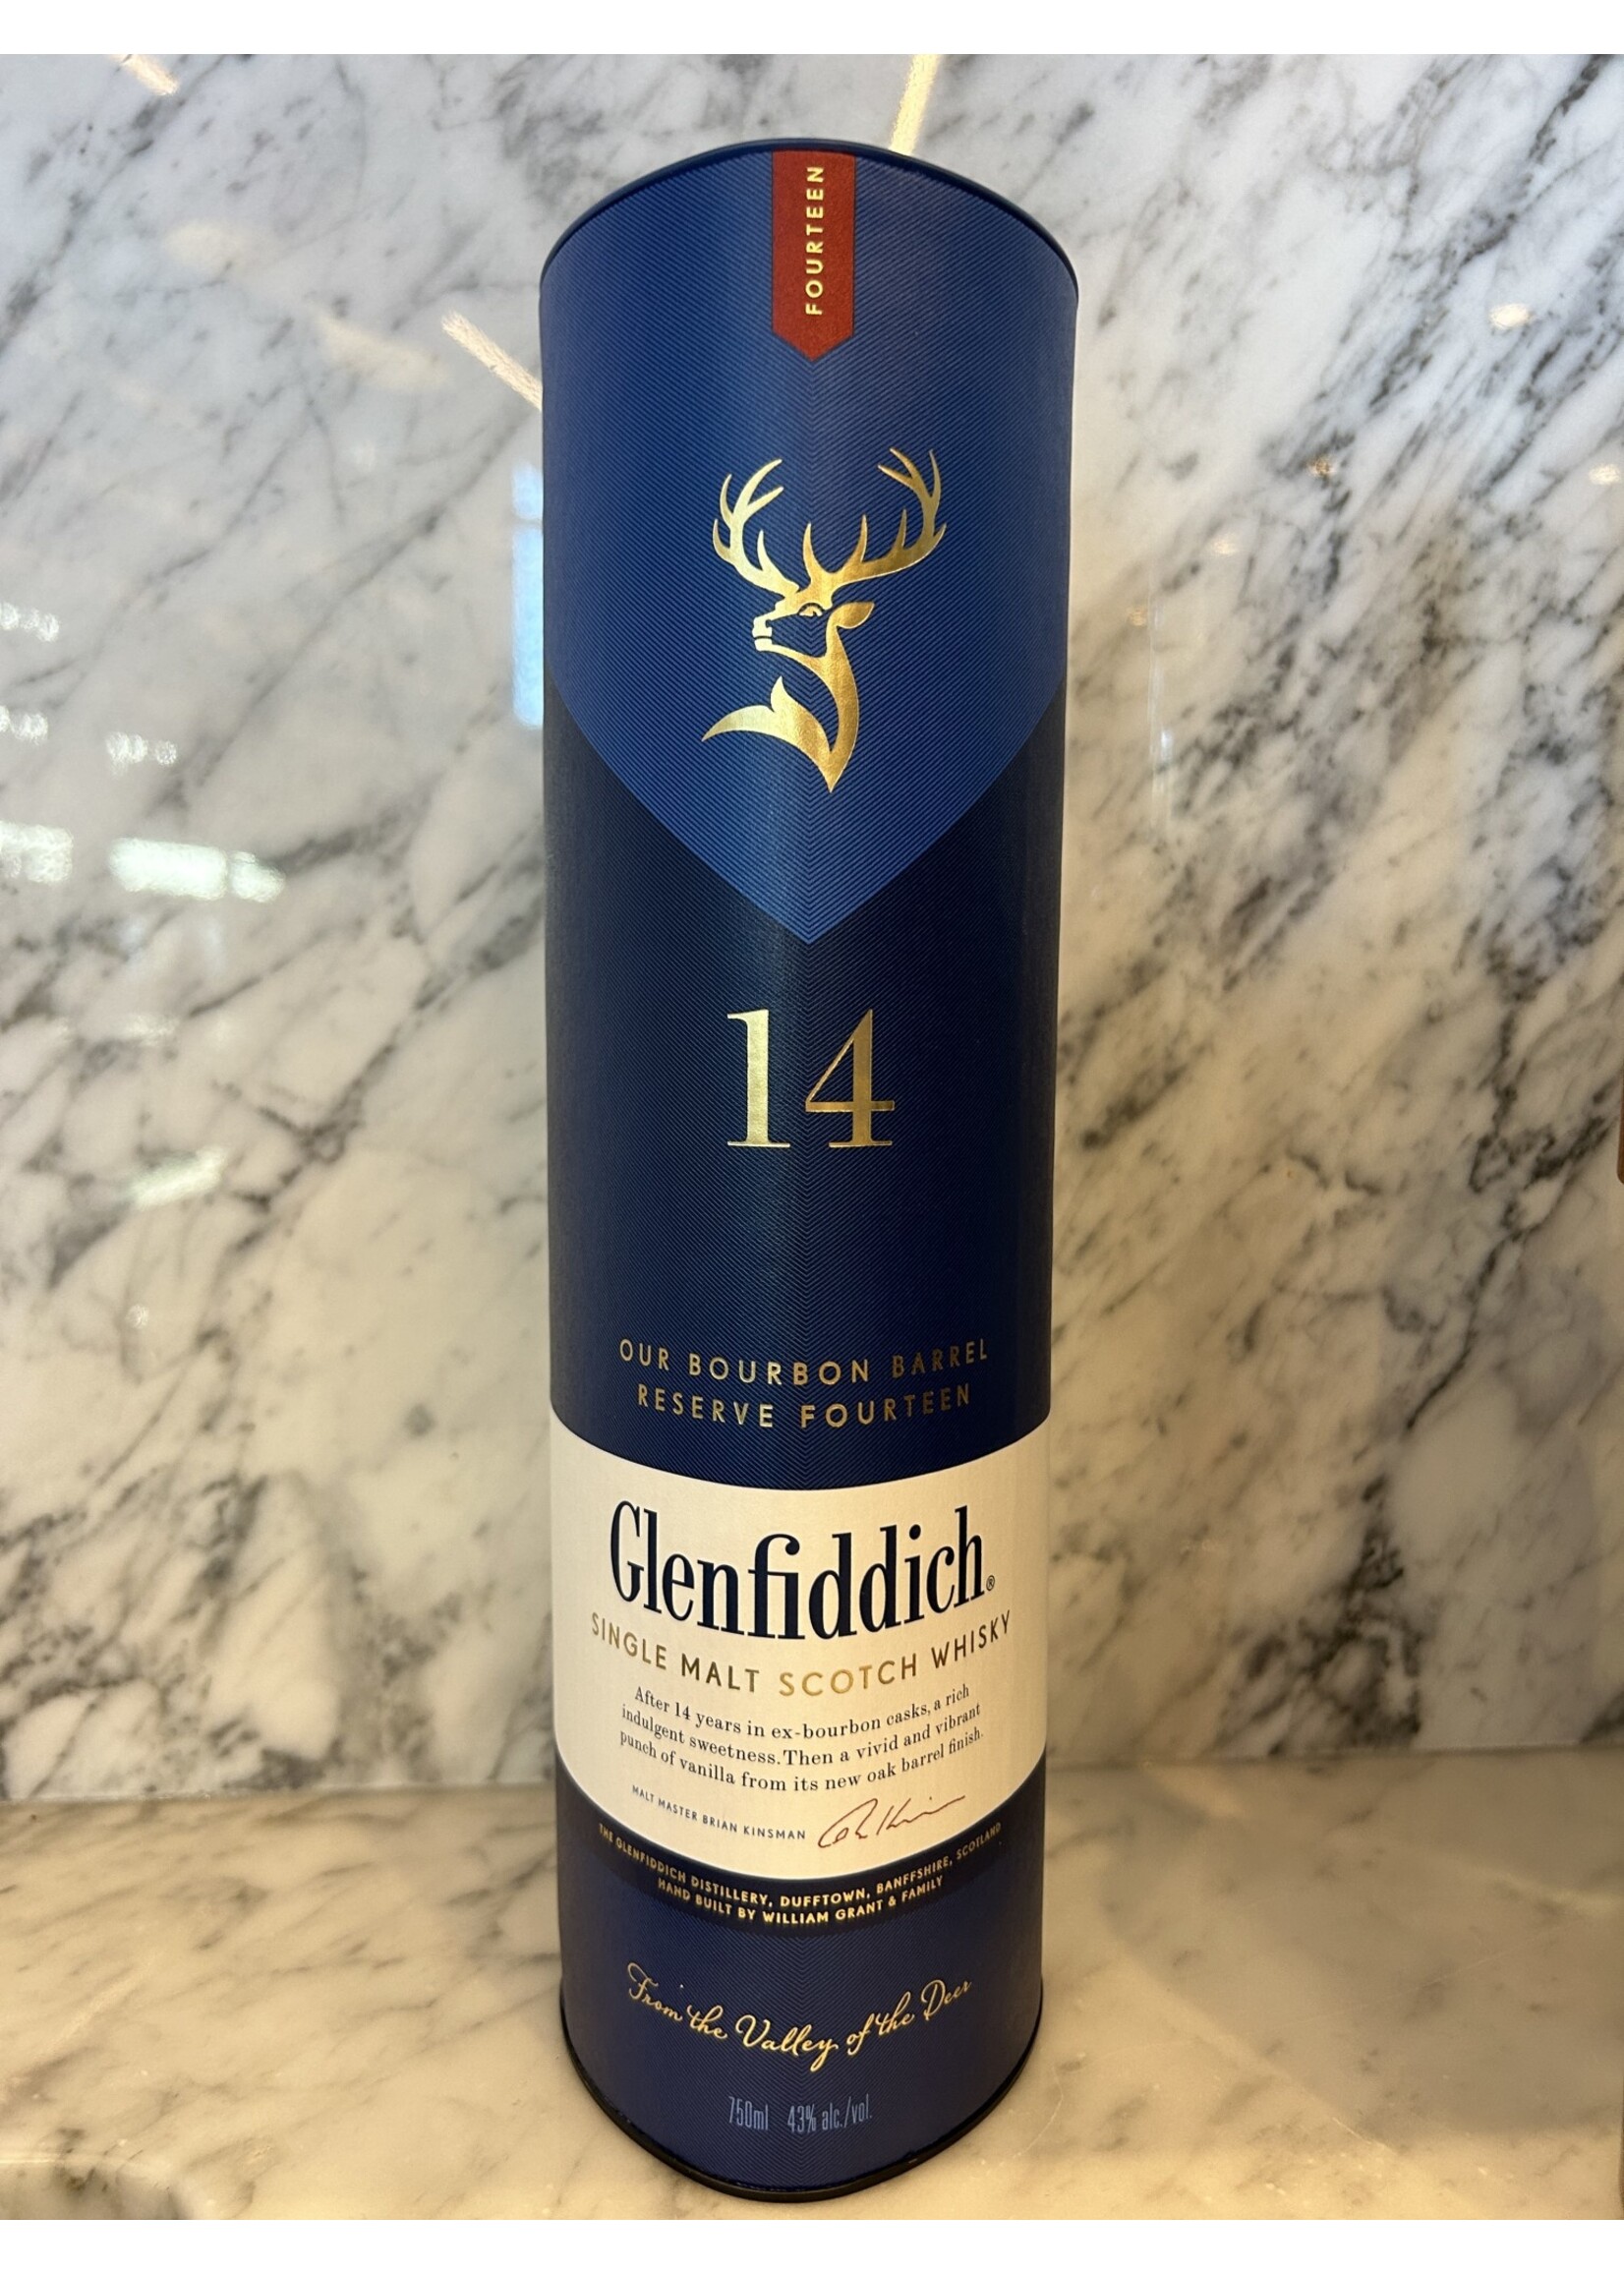 FOURTEEN
14
OUR BOURBON BARREL
RESERVE FOURTEEN
Glenfiddich®
SINGLE MALT SCOTCH WHISKY
After 14 years in ex-bourbon casks, a rich
indulgent sweetness. Then a vivid and vibrant
punch of vanilla from its new oak barrel finish.
MALT MASTER BRIAN KINSMAN
THE GLENFIDDICH DISTILLERY, DUFFTOWN, BANFFSHIRE, SCOTLAND
HAND BUILT BY WILLIAM GRANT & FAMILY
From the Valley of the Deer
750ml 43% alc./vol.